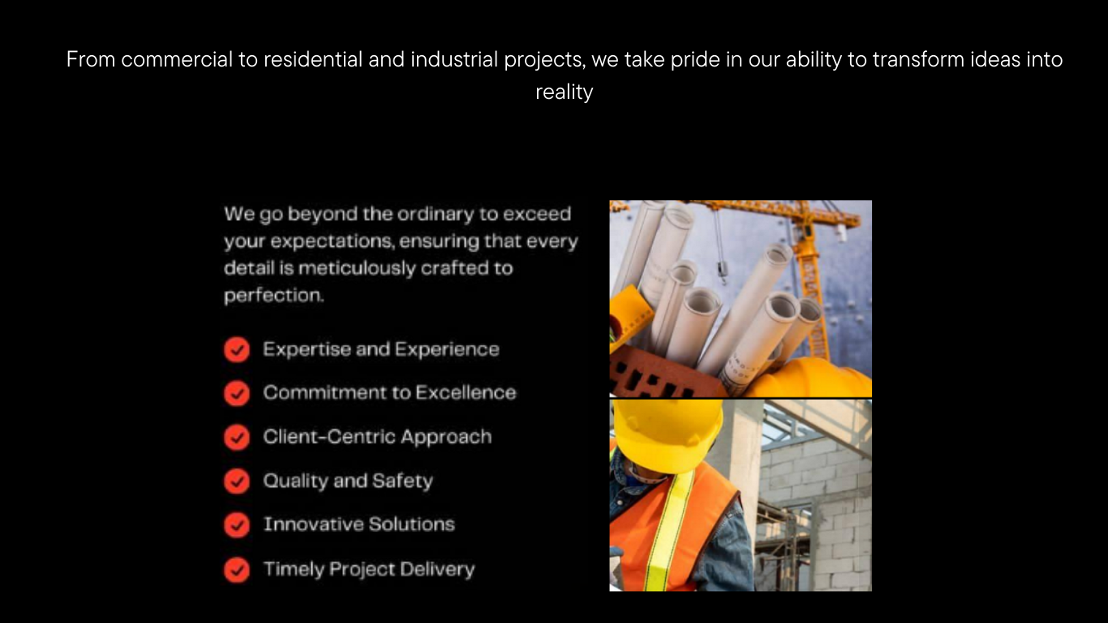 From commercial to residential and industrial projects, we take pride in our ability to transform ideas into
reality
We go beyond the ordinary to exceed
your expectations, ensuring that every
detail is meticulously crafted to
perfection.
Expertise and Experience
Commitment to Excellence
Client-Centric Approach
Quality and Safety
Innovative Solutions
Timely Project Delivery